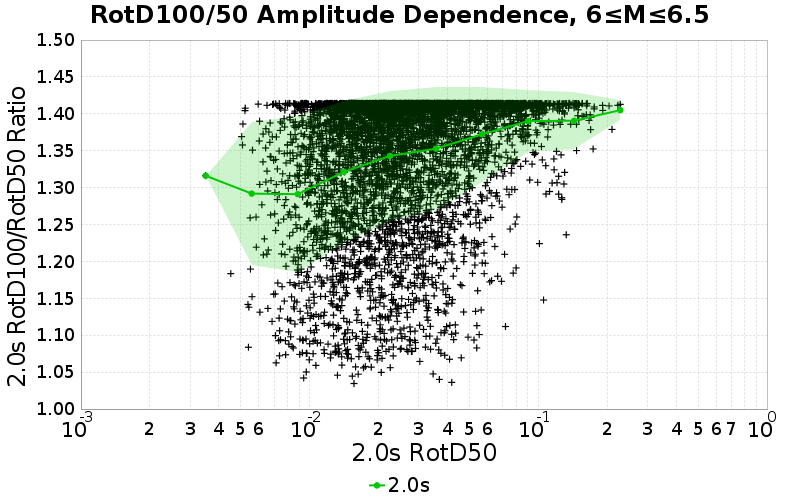 RotD100/50 Amplitude Dependence, 6≤M≤6.5
2.0s RotD100/RotD50 Ratio
1.50
1.45
1.40
1.35
1.30
1.25
1.20
1.15
1.10
1.05
1.00
10-3 2 3 4 5 6 10-2 2 3 4 5 6 10-1 2 3 4 5 6 7 100
2.0s RotD50
2.0s